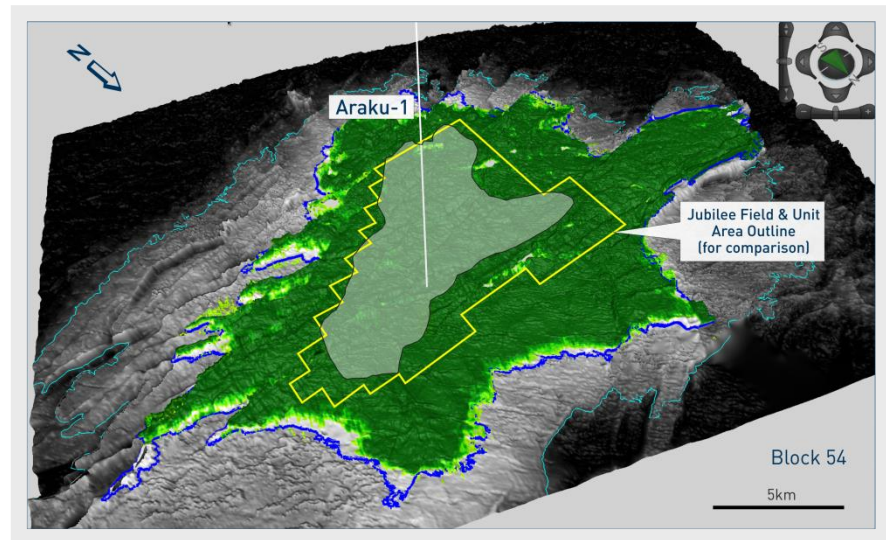 N
Araku-1
Jubilee Field & Unit
Area Outline
(for comparison)
Block 54
5km